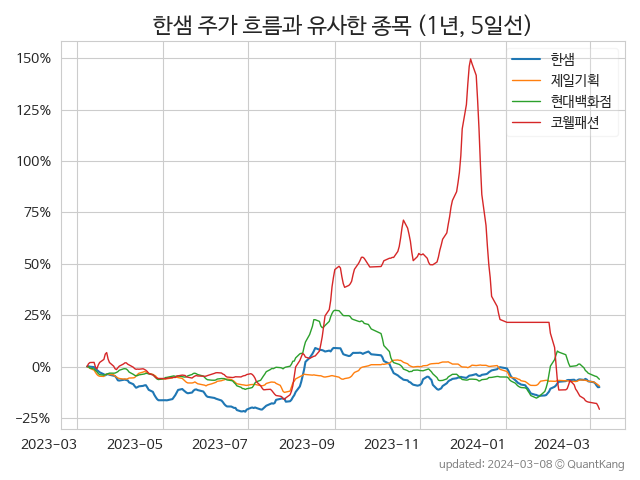 한샘 주가 흐름과 유사한 종목 (1년, 5일선)
150%
125%
100%
75%
50%
25%
0%
−25%
한샘
제일기획
현대백화점
코웰패션
2023-03 2023-05 2023-07 2023-09 2023-11 2024-01 2024-03
updated: 2024-03-08 ⓒ QuantKang